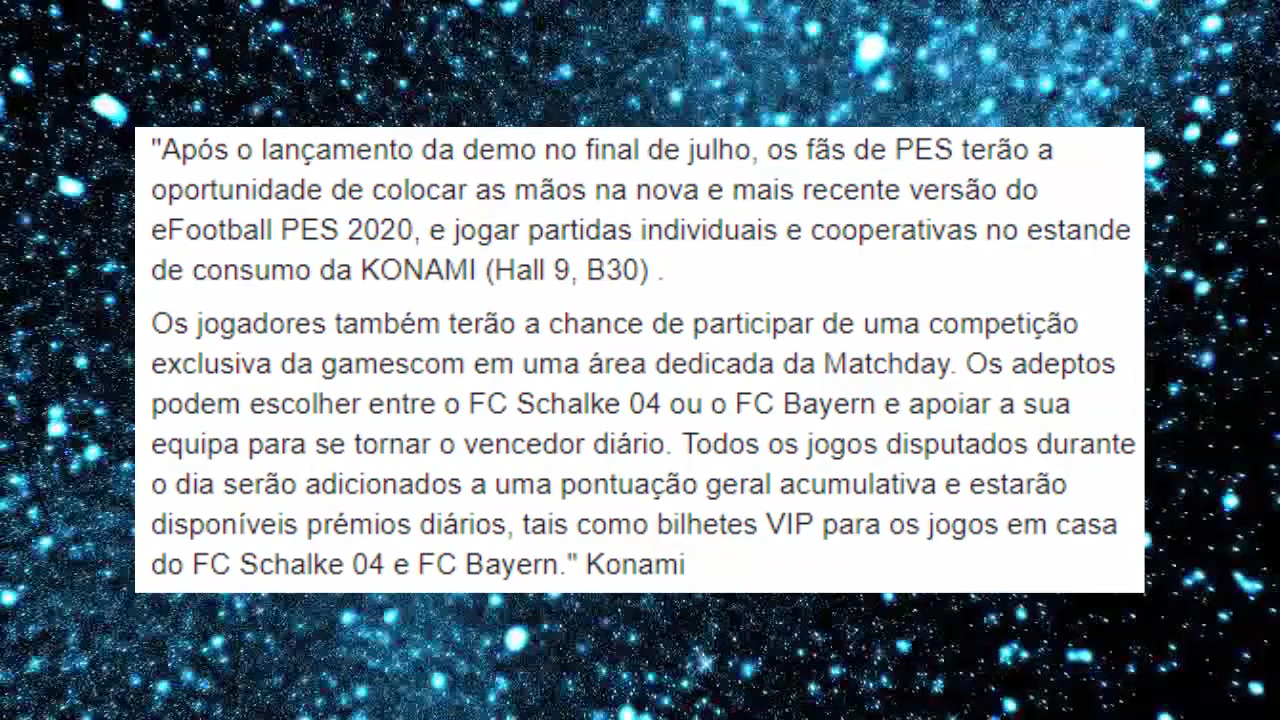 "Após o lançamento da demo no final de julho, os fãs de PES terão a
oportunidade de colocar as mãos na nova e mais recente versão do
eFootball PES 2020, e jogar partidas individuais e cooperativas no estande
de consumo da KONAMI (Hall 9, B30) .
Os jogadores também terão a chance de participar de uma competição
exclusiva da gamescom em uma área dedicada da Matchday. Os adeptos
podem escolher entre o FC Schalke 04 ou o FC Bayern e apoiar a sua
equipa para se tornar o vencedor diário. Todos os jogos disputados durante
o dia serão adicionados a uma pontuação geral acumulativa e estarão
disponíveis prémios diários, tais como bilhetes VIP para os jogos em casa
do FC Schalke 04 e FC Bayern." Konami